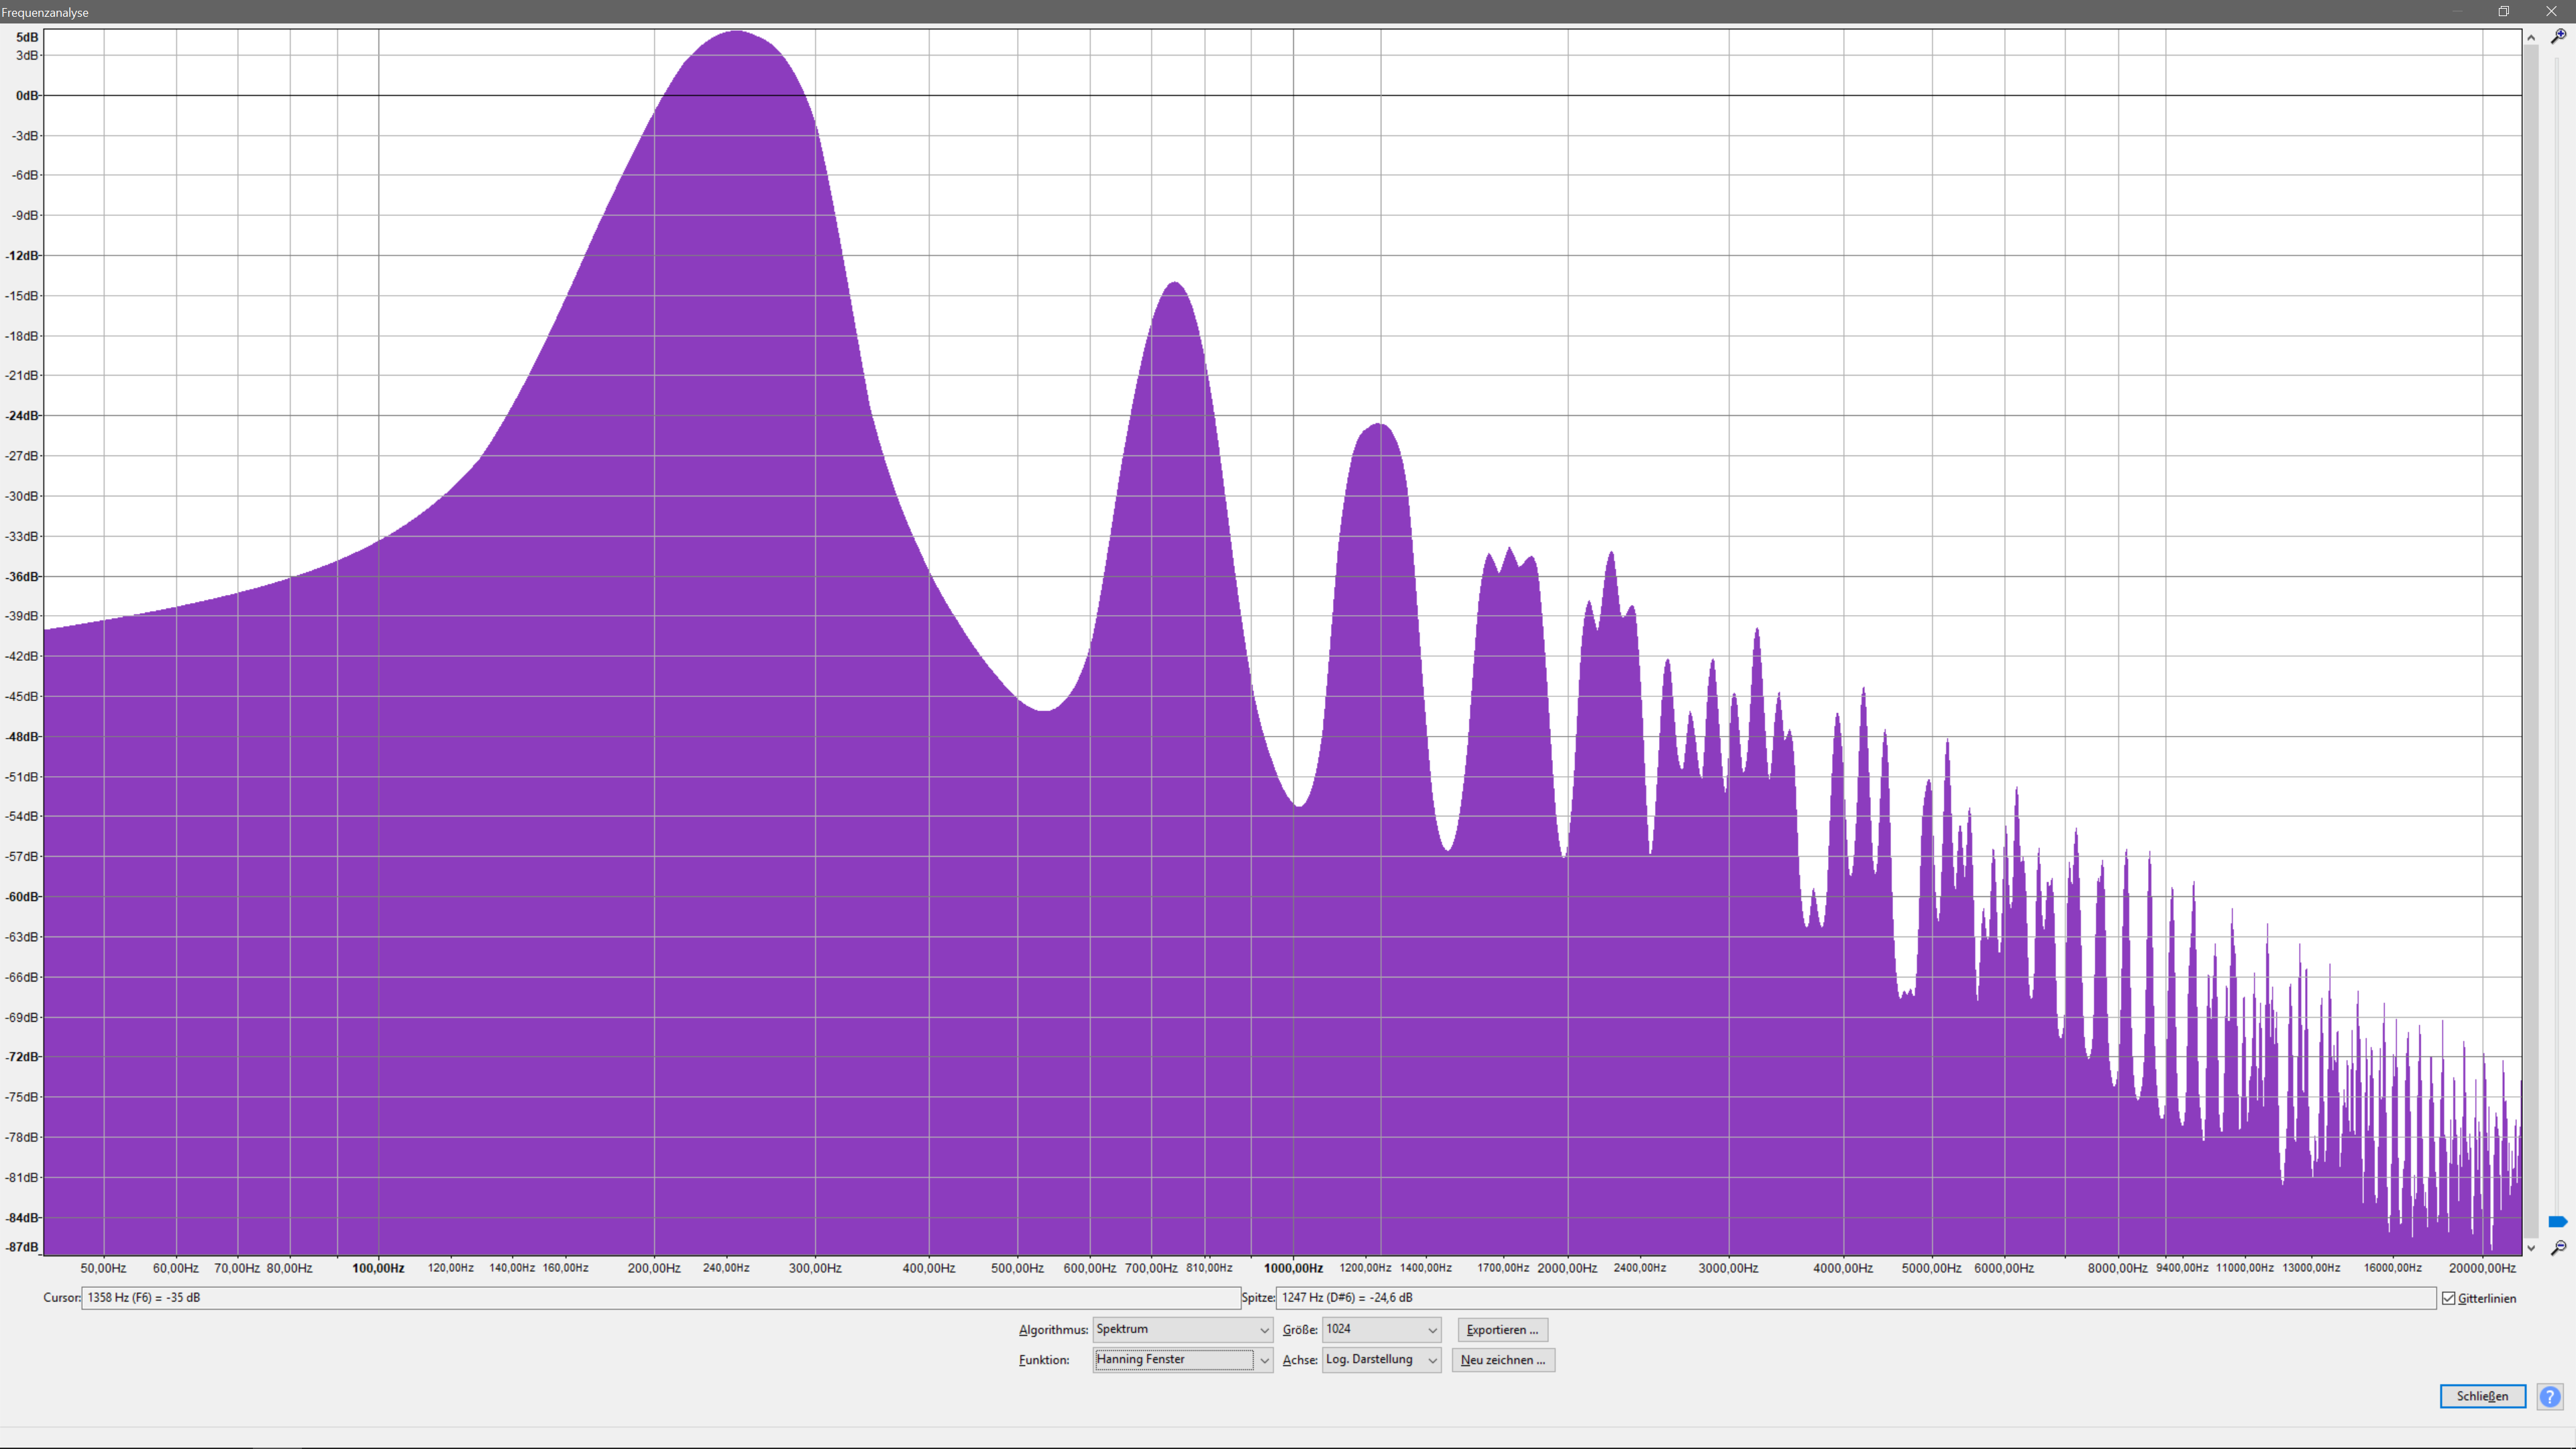 Frequenzanalyse
5dB
3dB
0dB
-3dB
-6dB
-9dB
-12dB
-15dB
-18dB
-21dB
-24dB
-27dB
-30dB
-33dB
-36dB
-39dB
-42dB
-45dB
-48dB
-51dB
-54dB
-57dB
-60dB
-63dB
-66dB
-69dB
-72dB
-75dB
-78dB
-81dB
-84dB
-87dB
50,00Hz 60,00Hz 70,00Hz 80,00Hz 100,00Hz 120,00Hz 140,00Hz 160,00Hz 200,00Hz 240,00Hz 300,00Hz 400,00Hz 500,00Hz 600,00Hz 700,00Hz 810,00Hz 1000,00Hz 1200,00Hz 1400,00Hz 1700,00Hz 2000,00Hz 2400,00Hz 3000,00Hz 4000,00Hz 5000,00Hz 6000,00Hz 8000,00Hz 9400,00Hz 11000,00Hz 13000,00Hz 16000,00Hz 20000,00Hz
Cursor: 1358 Hz (F6) = -35 dB Spitze: 1247 Hz (D#6) = -24,6 dB Gitterlinien
Algorithmus: Spektrum Größe: 1024 Exportieren ...
Funktion: Hanning Fenster Achse: Log. Darstellung Neu zeichnen ...
Schließen ?